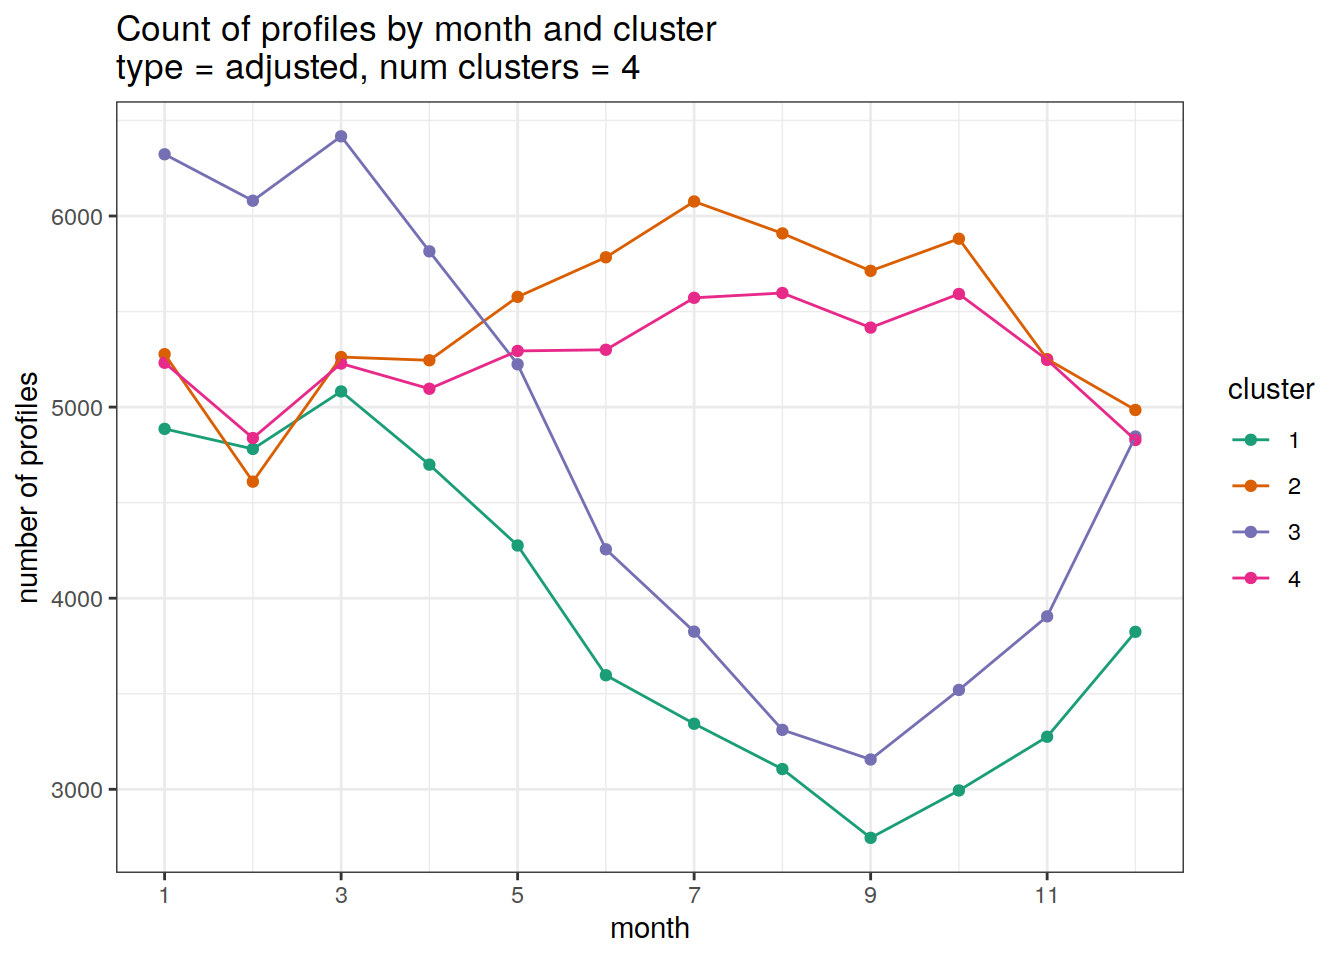 Count of profiles by month and cluster
type = adjusted, num clusters = 4
number of profiles
6000
5000
4000
3000
1
3
5
7
9
11
month
cluster
1
2
3
4